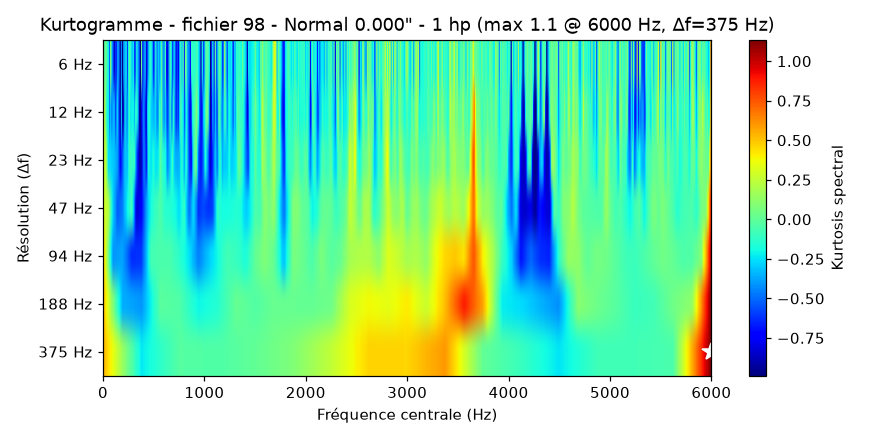 Kurtogramme - fichier 98 - Normal 0.000" - 1 hp (max 1.1 @ 6000 Hz, Δf=375 Hz)
6 Hz
12 Hz
23 Hz
47 Hz
94 Hz
188 Hz
375 Hz
Résolution (Δf)
0
1000
2000
3000
4000
5000
6000
Fréquence centrale (Hz)
1.00
0.75
0.50
0.25
0.00
−0.25
−0.50
−0.75
Kurtosis spectral